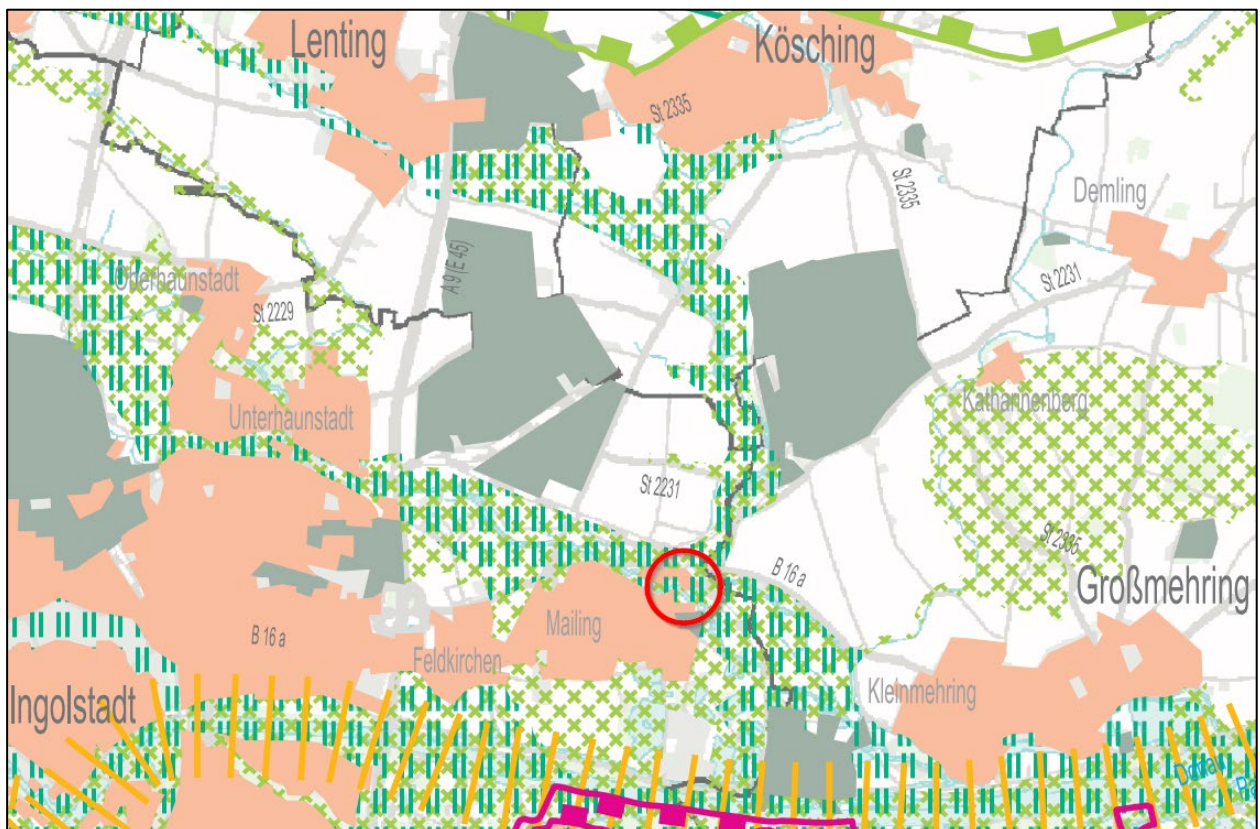 Lenting
Kösching
St 2335
St 2335
Demling
A 9 (E 45)
Oberhaunstadt
St 2229
St 2231
Unterhaunstadt
Katharinenberg
St 2231
St 2335
B 16 a
Großmehring
Mailing
B 16 a
Feldkirchen
Kleinmehring
Ingolstadt
Donau